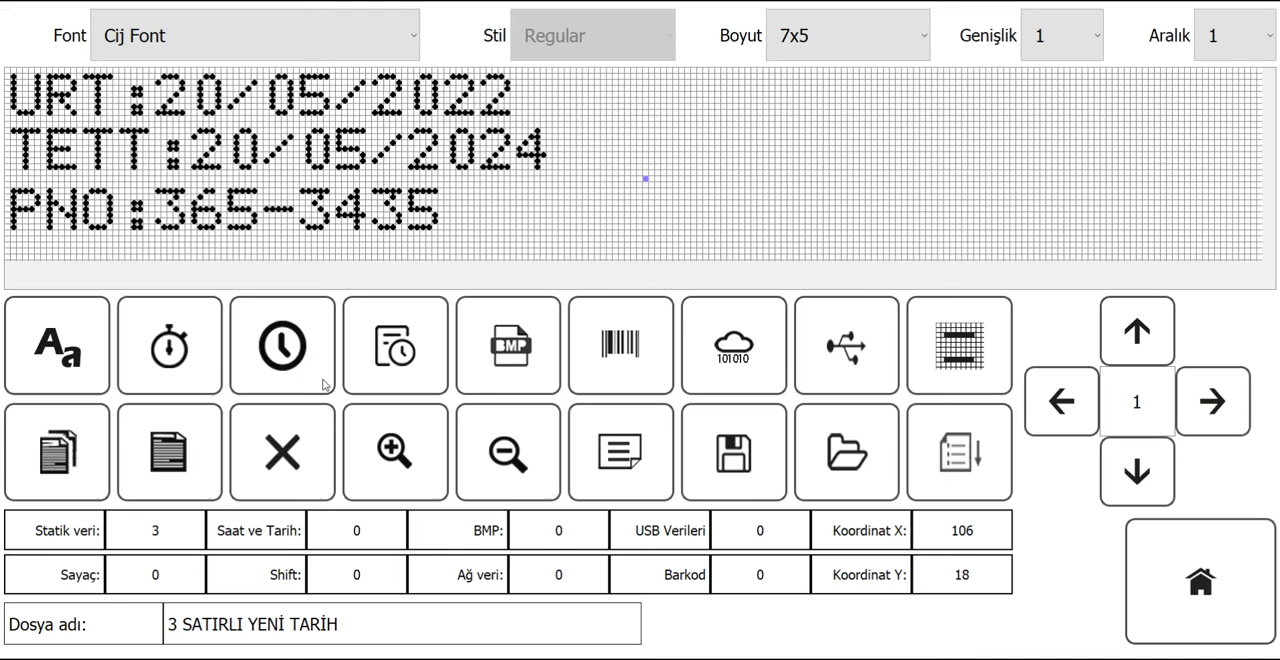 Font Cij Font Stil Regular Boyut 7x5 Genişlik 1 Aralık 1
URT:20/05/2022
TETT:20/05/2024
PNO:365-3435
Aa BMP 101010
1
Statik veri: 3 Saat ve Tarih: 0 BMP: 0 USB Verileri 0 Koordinat X: 106
Sayaç: 0 Shift: 0 Ağ veri: 0 Barkod 0 Koordinat Y: 18
Dosya adı: 3 SATIRLI YENİ TARİH